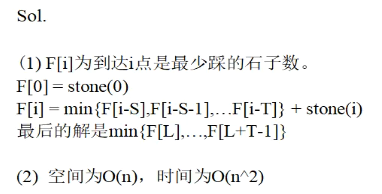 Sol.
（1) F[i]为到达i点是最少踩的石子数。
F[0] = stone(0)
F[i] = min{F[i-S],F[i-S-1],…F[i-T]} + stone(i)
最后的解是min{F[L],…,F[L+T-1]}
(2)  空间为O(n)，时间为O(n^2)